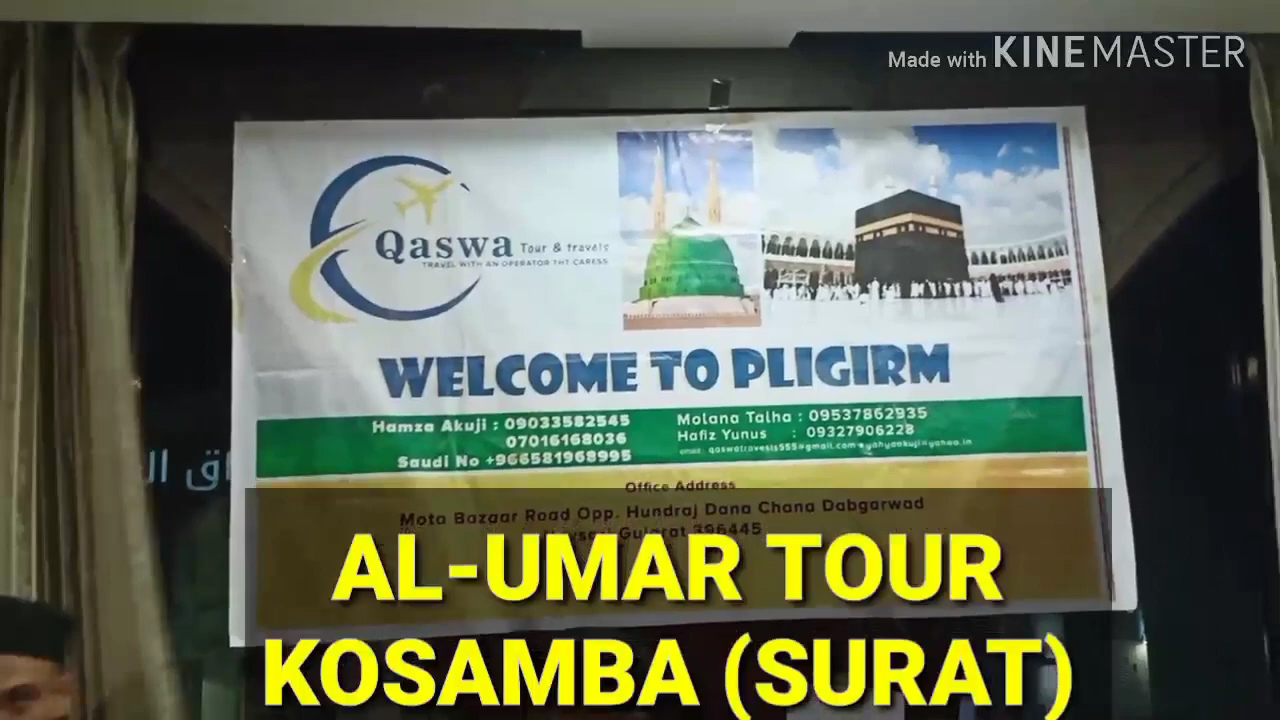 Made with KINEMASTER
Qaswa Tour & travels
TRAVEL WITH AN OPERATOR THT CARESS
WELCOME TO PLIGIRM
Hamza Akuji : 09033582545
07016168036
Saudi No +966581968995
Molana Talha : 09537862935
Hafiz Yunus : 09327906228
Office Address
Mota Bazaar Road Opp. Hundraj Dana Chana Dabgarwad
Gujarat 396445
AL-UMAR TOUR
KOSAMBA (SURAT)